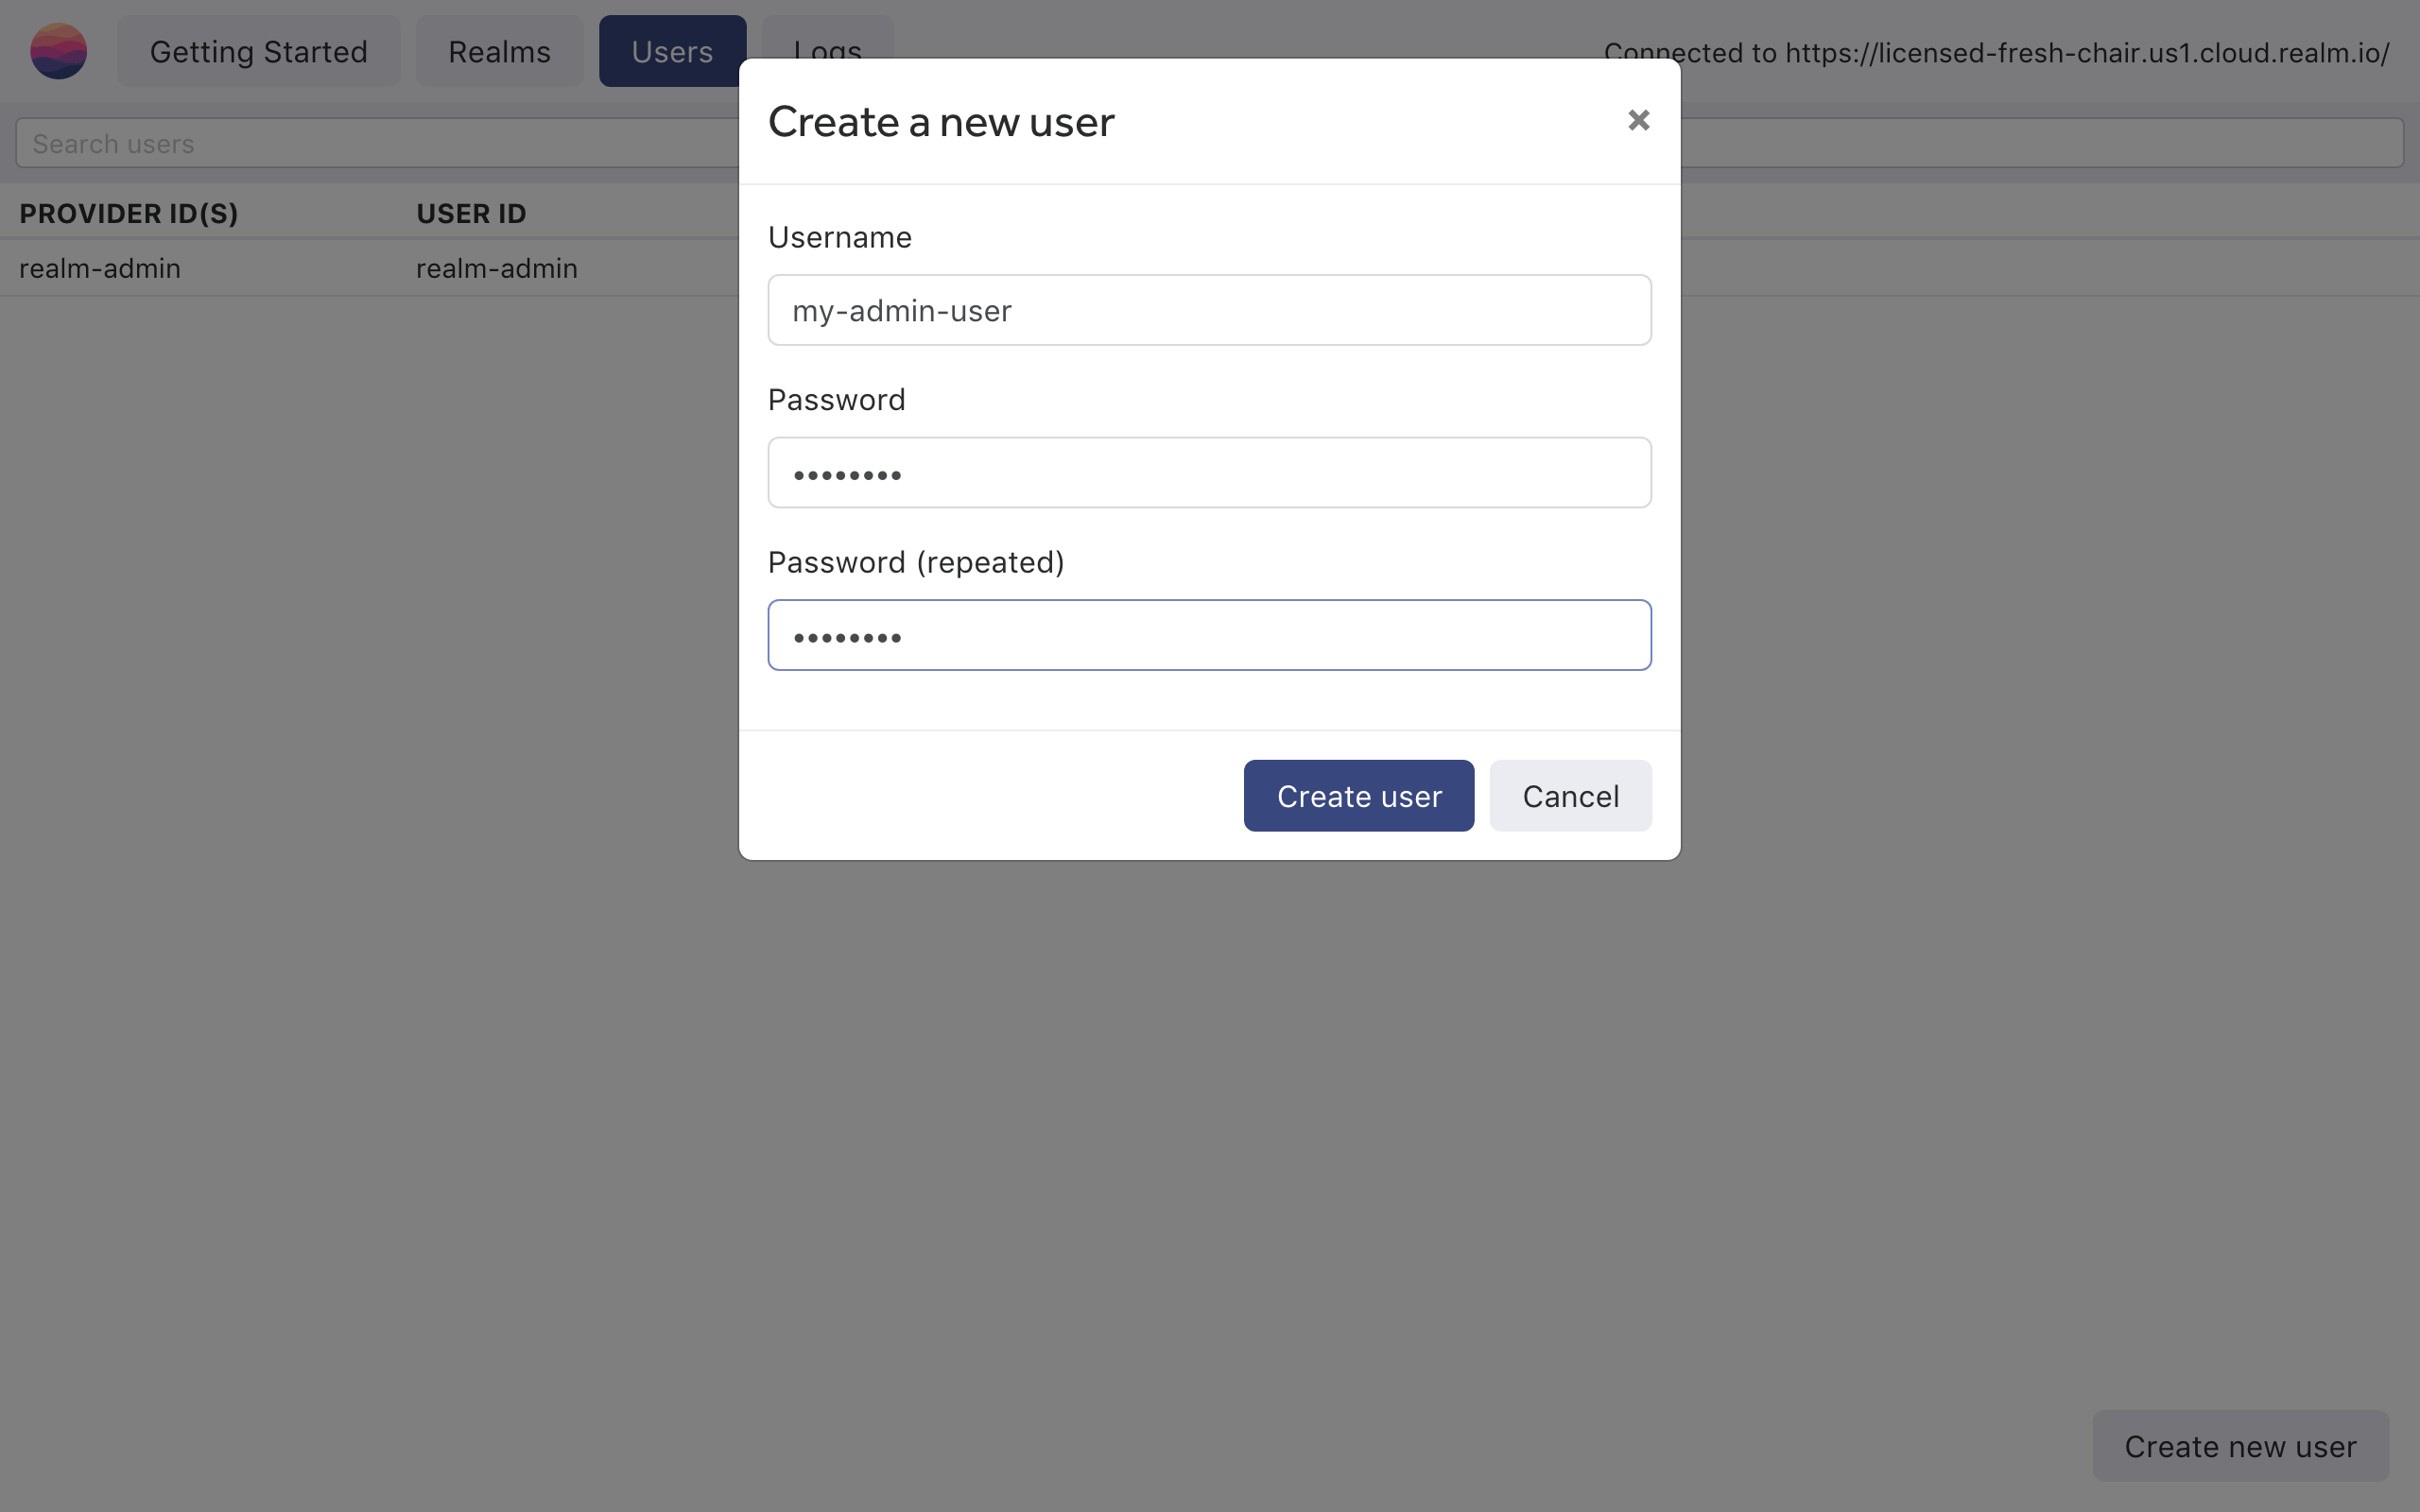 Getting Started Realms Users Logs Connected to https://licensed-fresh-chair.us1.cloud.realm.io/
Search users
PROVIDER ID(S) USER ID
realm-admin realm-admin
Create a new user
Username
my-admin-user
Password
••••••••
Password (repeated)
••••••••
Create user Cancel
Create new user